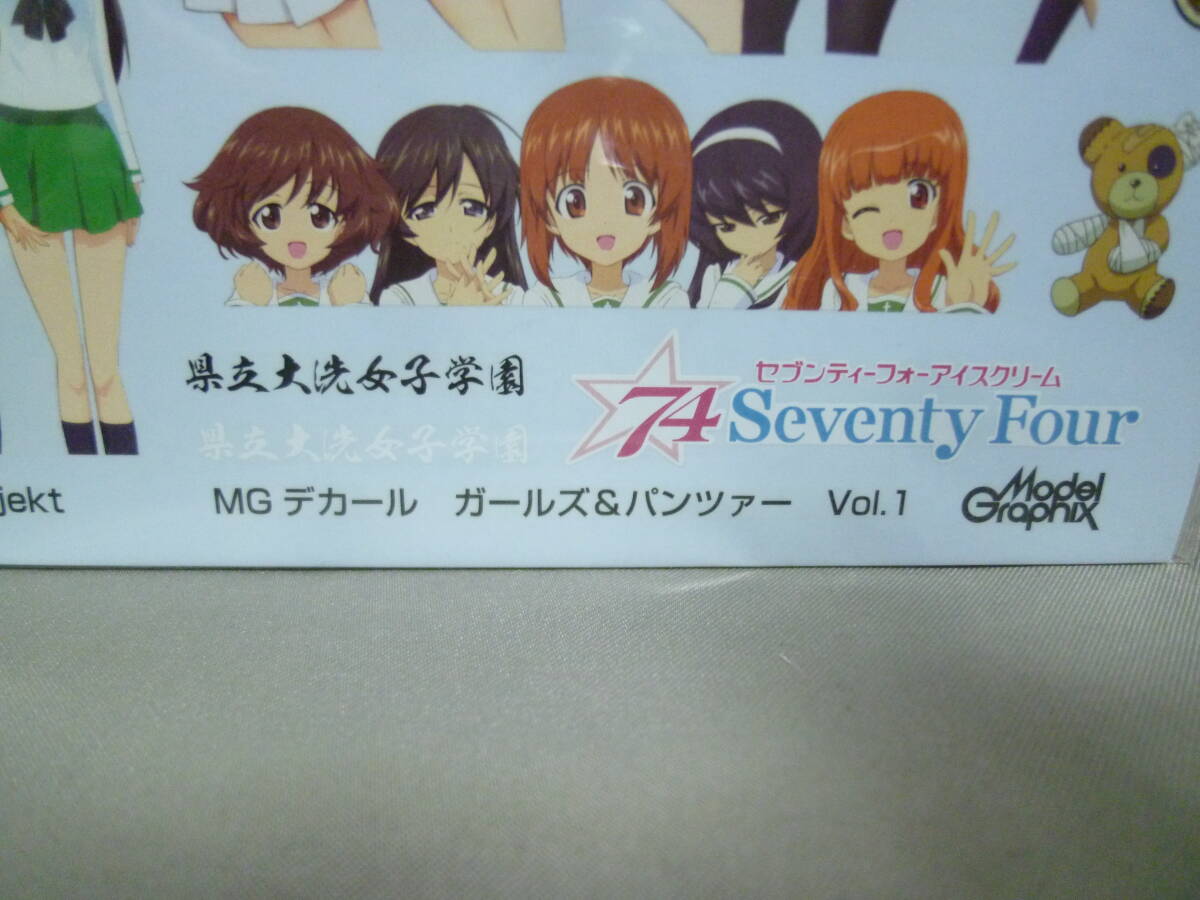 県立大洗女子学園
県立大洗女子学園
74
セブンティーフォーアイスクリーム
Seventy Four
jekt
MG デカール　ガールズ＆パンツァー　Vol.1
Model
Graphix